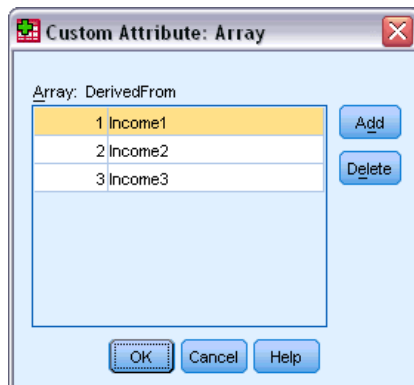 Custom Attribute: Array
Array: DerivedFrom
1 Income1
2 Income2
3 Income3
Add
Delete
OK Cancel Help